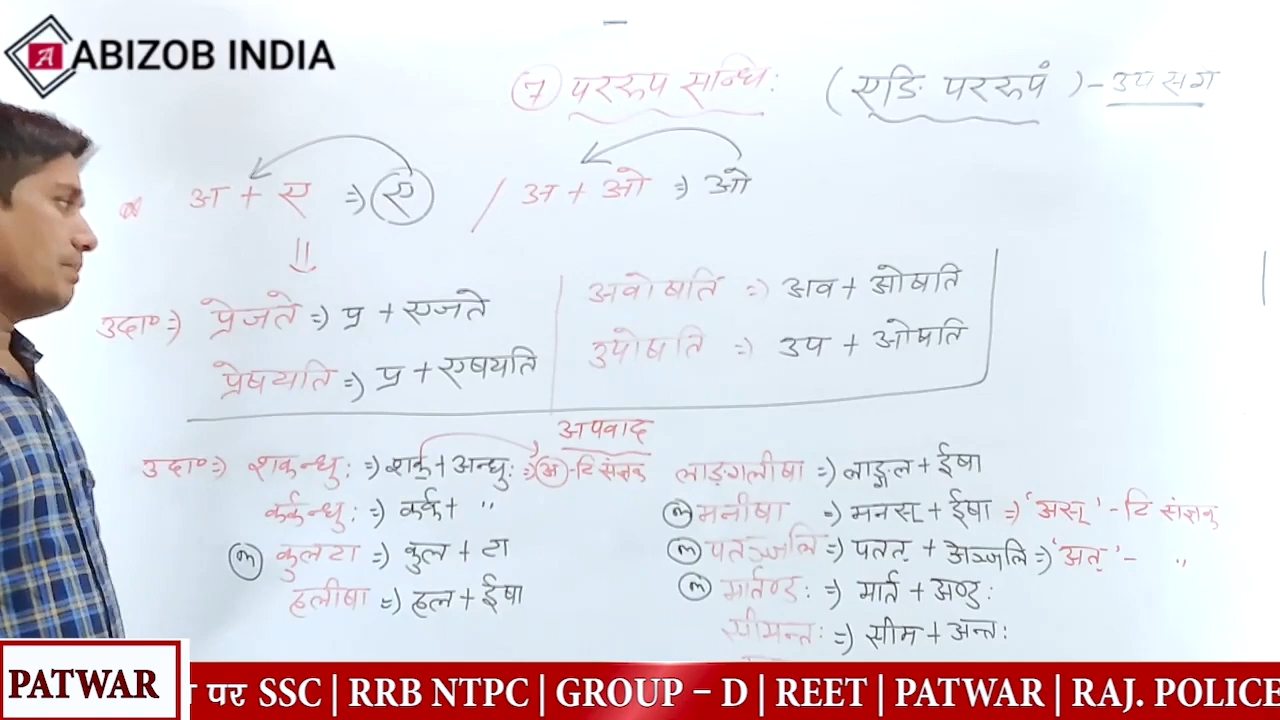 ABIZOB INDIA
⑦ पररुप सन्धि: (एङि पररुपं) - उपसर्ग
अ + ए ⇒ ए / अ + ओ ⇒ ओ
उदा० ⇒ प्रेजते ⇒ प्र + एजते
प्रेषयति ⇒ प्र + एषयति
अवोषति ⇒ अव + ओषति
उपोषति ⇒ उप + ओषति
अपवाद
उदा० ⇒ शकन्धु: ⇒ शक + अन्धु: ⇒ अ - टि संज्ञक
कर्कन्धु: ⇒ कर्क + "
कुलटा ⇒ कुल + टा
हलीषा ⇒ हल + ईषा
लाङ्गलीषा ⇒ लाङ्गल + ईषा
मनीषा ⇒ मनस् + ईषा ⇒ 'अस्' - टि संज्ञक
पतञ्जलि ⇒ पतत् + अञ्जलि ⇒ 'अत्' - "
मार्तण्ड: ⇒ मार्त + अण्ड:
सीमन्त: ⇒ सीम + अन्त:
PATWAR
पर SSC | RRB NTPC | GROUP – D | REET | PATWAR | RAJ. POLICE